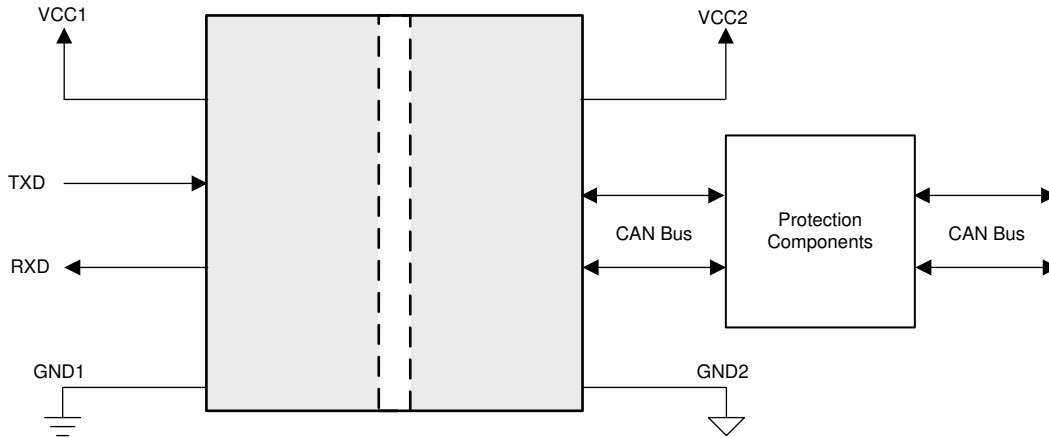 VCC1
VCC2
TXD
RXD
GND1
CAN Bus
Protection
Components
CAN Bus
GND2